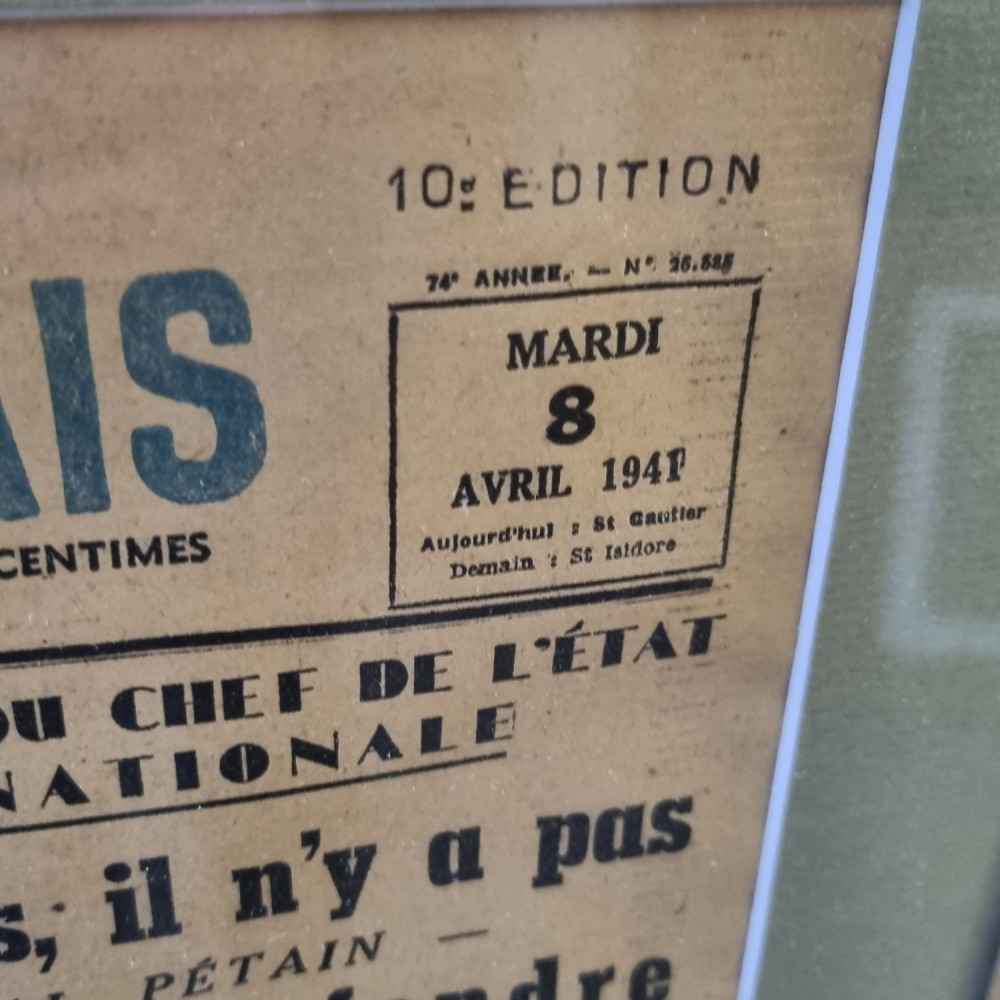 10e EDITION
74e ANNEE. — N° 26.585
AIS
MARDI
8
AVRIL 1941
CENTIMES
Aujourd'hui : St Gautier
Demain : St Isidore
DU CHEF DE L'ÉTAT
NATIONALE
s, il n'y a pas
PÉTAIN —